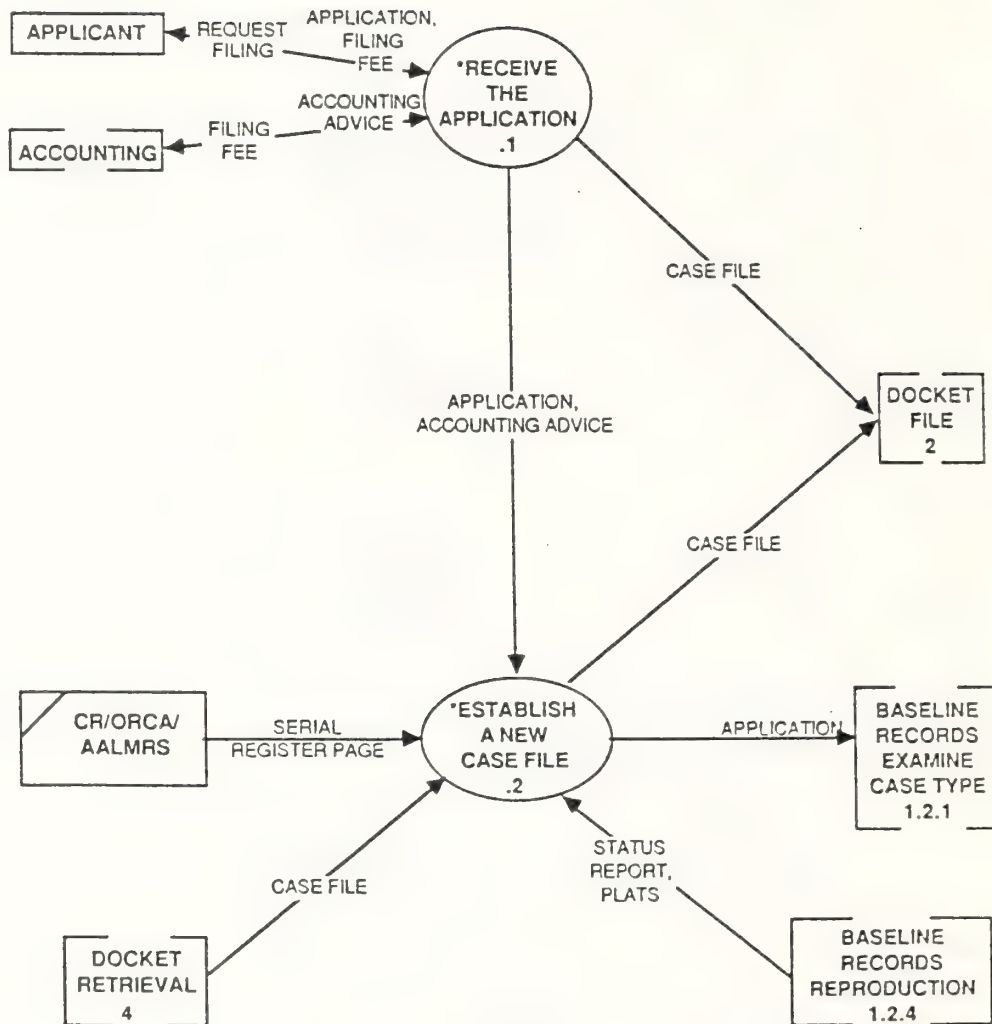 APPLICANT
REQUEST
FILING
APPLICATION,
FILING
FEE
*RECEIVE
THE
APPLICATION
.1
ACCOUNTING
FILING
FEE
ACCOUNTING
ADVICE
CASE FILE
APPLICATION,
ACCOUNTING ADVICE
DOCKET
FILE
2
CASE FILE
CR/ORCA/
AALMRS
SERIAL
REGISTER PAGE
*ESTABLISH
A NEW
CASE FILE
.2
APPLICATION
BASELINE
RECORDS
EXAMINE
CASE TYPE
1.2.1
CASE FILE
STATUS
REPORT,
PLATS
DOCKET
RETRIEVAL
4
BASELINE
RECORDS
REPRODUCTION
1.2.4